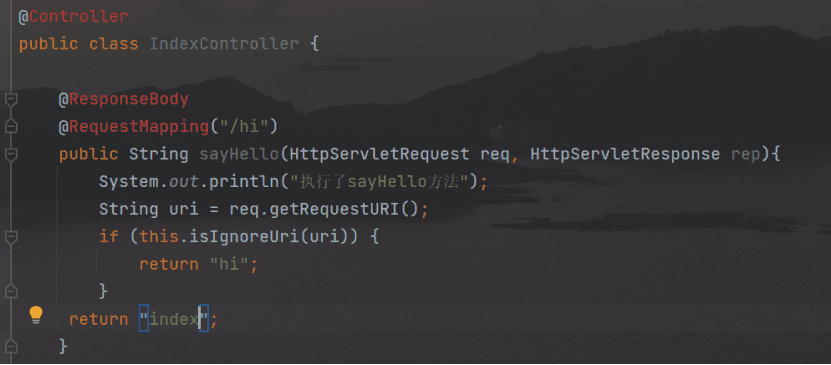 @Controller
public class IndexController {
@ResponseBody
@RequestMapping("/hi")
public String sayHello(HttpServletRequest req, HttpServletResponse rep){
System.out.println("执行了sayHello方法");
String uri = req.getRequestURI();
if (this.isIgnoreUri(uri)) {
return "hi";
}
return "index";
}